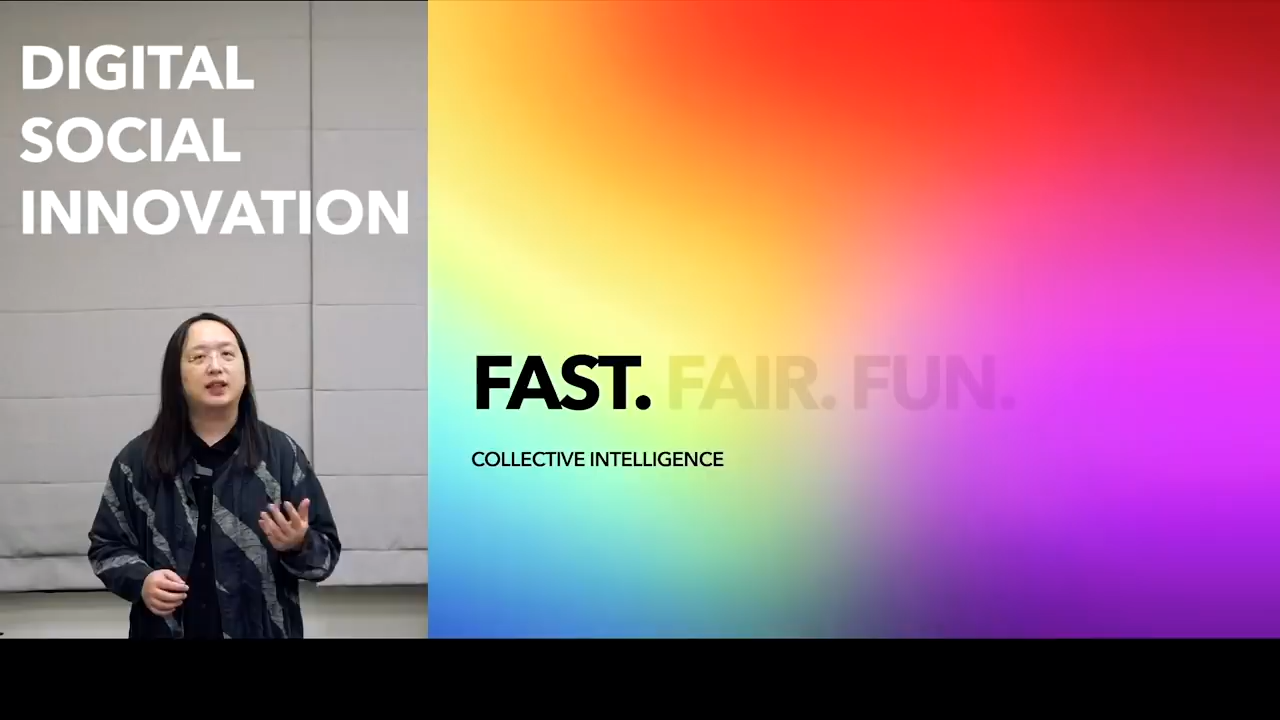 DIGITAL
SOCIAL
INNOVATION
FAST. FAIR. FUN.
COLLECTIVE INTELLIGENCE